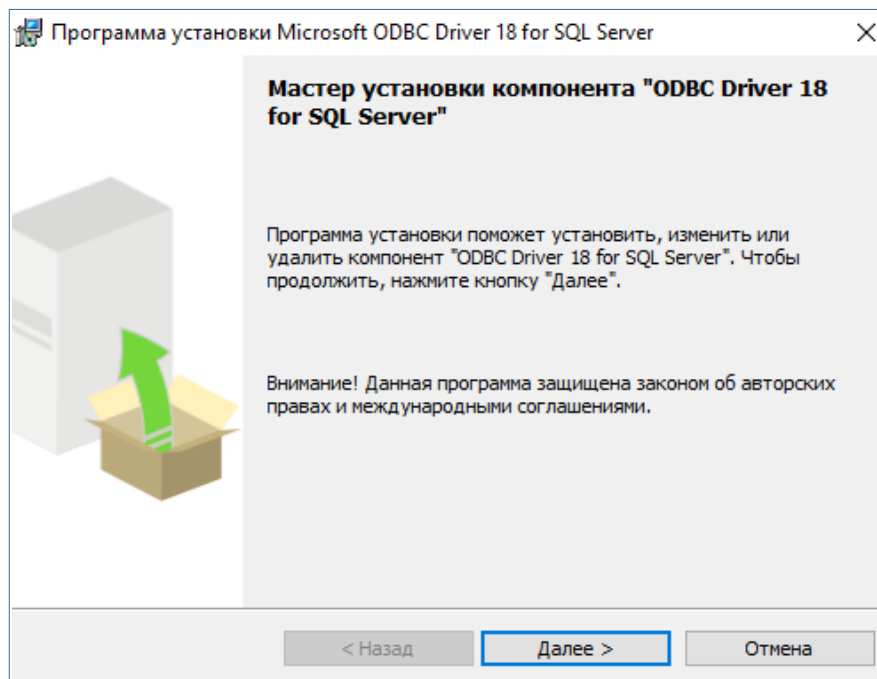 Программа установки Microsoft ODBC Driver 18 for SQL Server
Мастер установки компонента "ODBC Driver 18
for SQL Server"
Программа установки поможет установить, изменить или
удалить компонент "ODBC Driver 18 for SQL Server". Чтобы
продолжить, нажмите кнопку "Далее".
Внимание! Данная программа защищена законом об авторских
правах и международными соглашениями.
< Назад
Далее >
Отмена